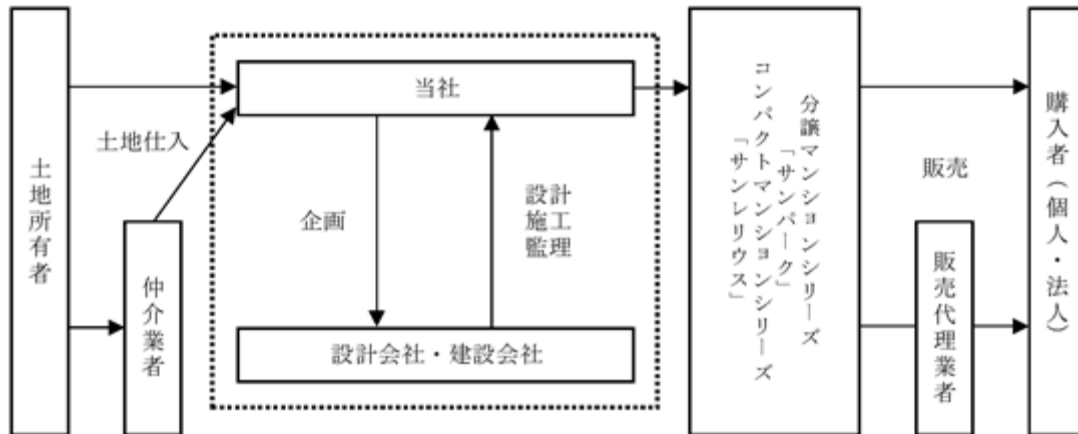 土地所有者
土地仕入
仲介業者
当社
企画
設計
施工
監理
設計会社・建設会社
分譲マンションシリーズ
「サンパーク」
コンパクトマンションシリーズ
「サンレリウス」
販売
販売代理業者
購入者（個人・法人）